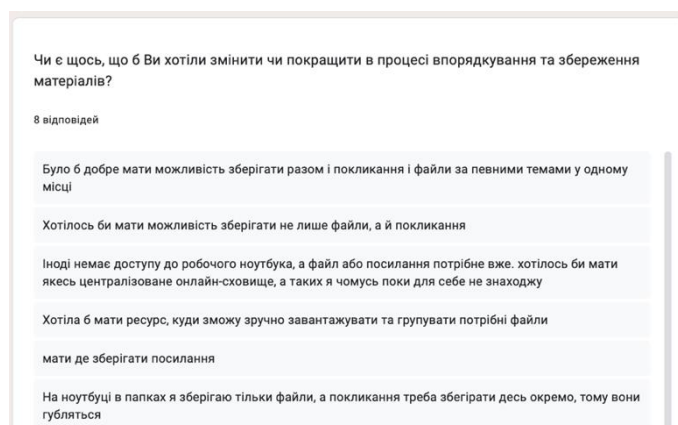 Чи є щось, що б Ви хотіли змінити чи покращити в процесі впорядкування та збереження
матеріалів?
8 відповідей
Було б добре мати можливість зберігати разом і покликання і файли за певними темами у одному
місці
Хотілось би мати можливість зберігати не лише файли, а й покликання
Іноді немає доступу до робочого ноутбука, а файл або посилання потрібне вже. хотілось би мати
якесь централізоване онлайн-сховище, а таких я чомусь поки для себе не знаходжу
Хотіла б мати ресурс, куди зможу зручно завантажувати та групувати потрібні файли
мати де зберігати посилання
На ноутбуці в папках я зберігаю тільки файли, а покликання треба збегірати десь окремо, тому вони
губляться